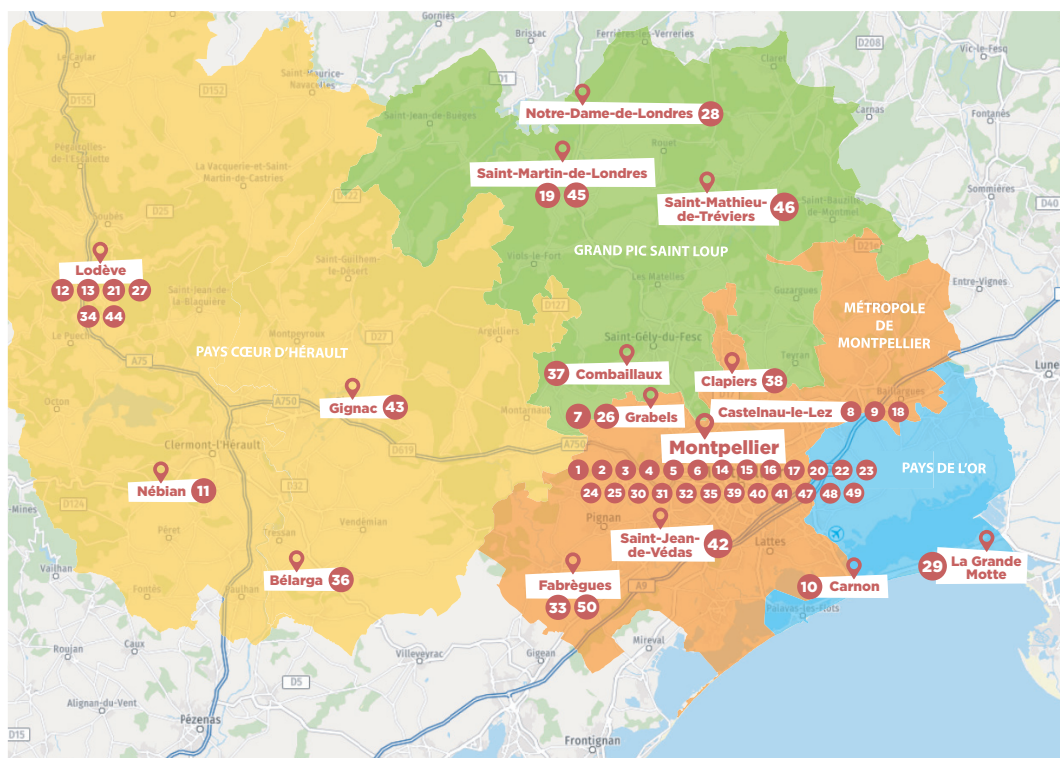 Gorniès
Brissac
Ferrières-les-Verreries
D208
Vic-le-Fesq
Le Caylar
Claret
Saint-Maurice-
Navacelles
D1
D155
D152
Notre-Dame-de-Londres 28
Carnas
Fontanès
Saint-Jean-de-Buèges
Pégairolles-
de-l'Escalette
Rouet
La Vacquerie-et-Saint-
Martin-de-Castries
Saint-Martin-de-Londres
19 45
Sommières
D122
Saint-Mathieu-
de-Tréviers 46
Saint-Bauzille-
de-Montmel
D40
D25
Soubès
D21e
GRAND PIC SAINT LOUP
Viols-le-Fort
Saint-Guilhem-
le-Désert
Lodève
12 13 21 27
34 44
Les Matelles
Entre-Vignes
Saint-Jean-de-
la-Blaquière
Guzargues
D127
MÉTROPOLE
DE
MONTPELLIER
Le Puech
Montpeyroux
D27
Argelliers
Saint-Gély-du-Fesc
PAYS CŒUR D'HÉRAULT
A75
Teyran
Lune
37 Combaillaux
Clapiers 38
D17
Baillargues
Octon
A750
Gignac 43
Montarnaud
7 26 Grabels
Castelnau-le-Lez 8 9 18
Clermont-l'Hérault
D619
A750
Montpellier
1 2 3 4 5 6 14 15 16 17 20 22 23
24 25 30 31 32 35 39 40 41 47 48 49
PAYS DE L'OR
Nébian 11
D32
D124
-Mines
Vendémian
Pignan
Péret
Tressan
Saint-Jean-
de-Védas 42
Lattes
Vailhan
Bélarga 36
Fontès
Paulhan
Fabrègues
33 50
A9
10 Carnon
29 La Grande
Motte
Palavas-les-Flots
Roujan
Caux
Villeveyrac
Gigean
Mireval
D5
Alignan-du-Vent
Pézenas
D15
Frontignan